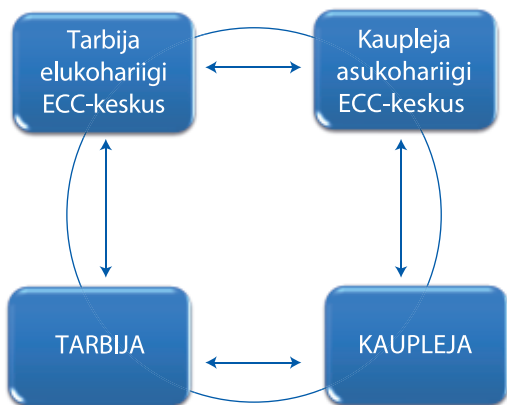 Tarbija
elukohariigi
ECC-keskus
Kaupleja
asukohariigi
ECC-keskus
TARBIJA
KAUPLEJA